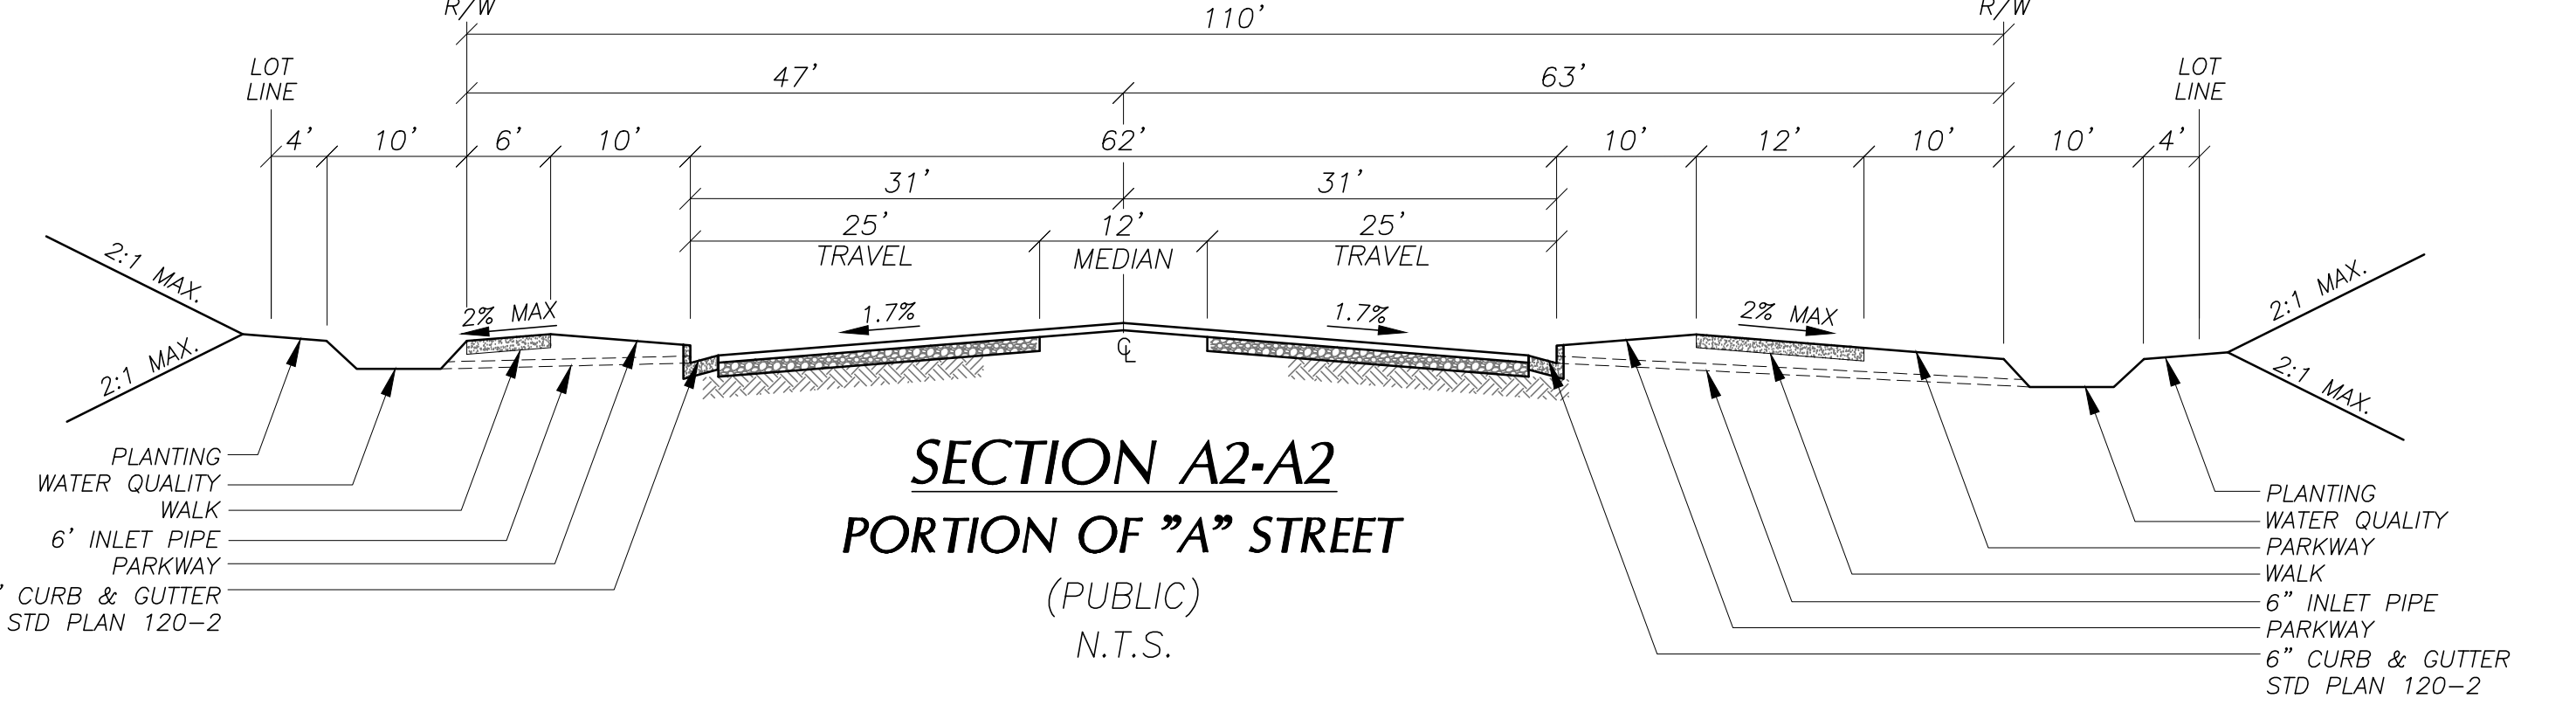 R/W
110'
R/W
47'
63'
LOT
LINE
LOT
LINE
4'
10'
6'
10'
62'
10'
12'
10'
10'
4'
31'
31'
25'
12'
25'
TRAVEL
MEDIAN
TRAVEL
2:1 MAX.
2% MAX
1.7%
1.7%
2% MAX
2:1 MAX.
2:1 MAX.
℄
2:1 MAX.
PLANTING
WATER QUALITY
WALK
6' INLET PIPE
PARKWAY
' CURB & GUTTER
STD PLAN 120-2
SECTION A2-A2
PORTION OF "A" STREET
(PUBLIC)
N.T.S.
PLANTING
WATER QUALITY
PARKWAY
WALK
6" INLET PIPE
PARKWAY
6" CURB & GUTTER
STD PLAN 120-2